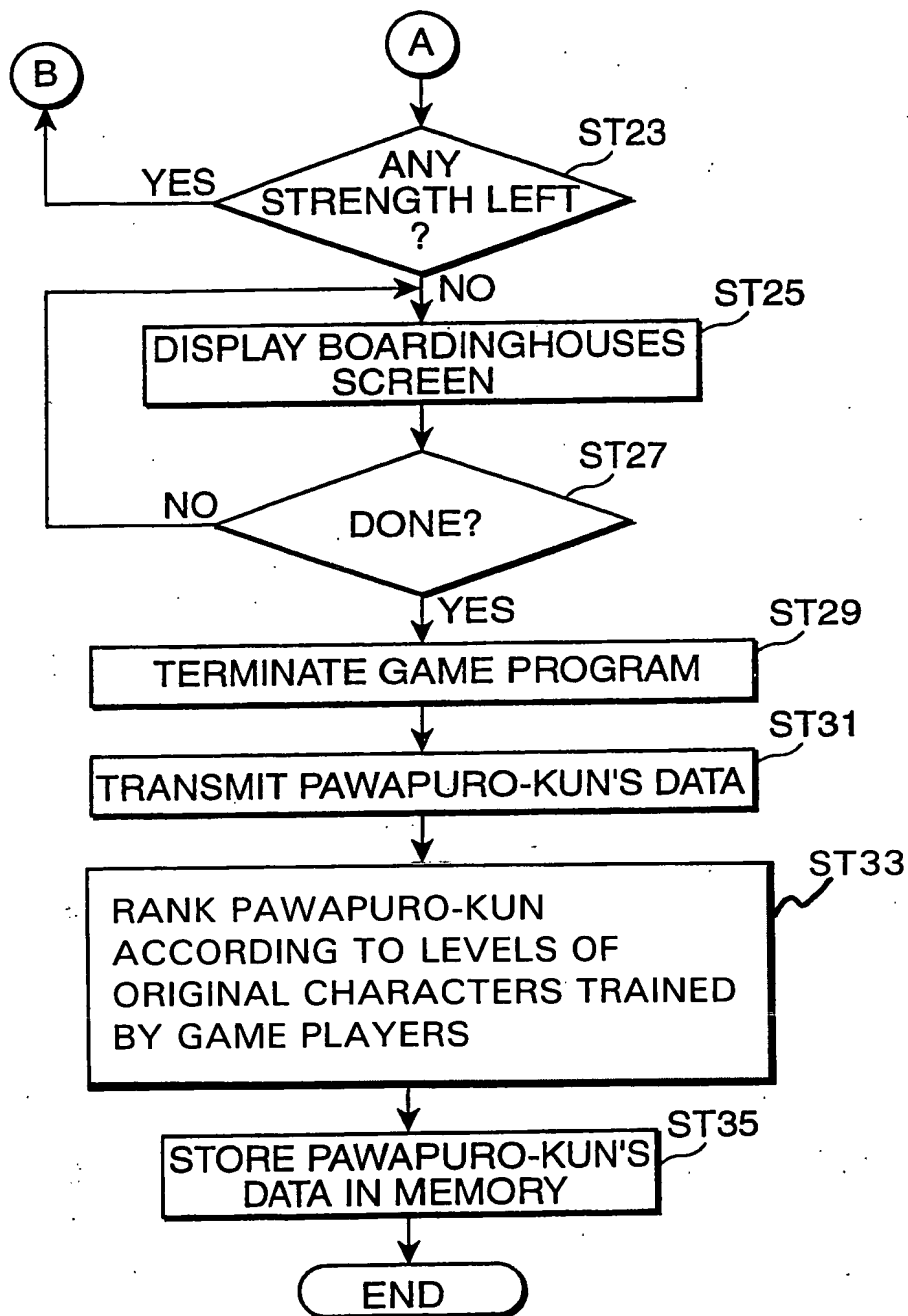 A
B
ST23
ANY
STRENGTH LEFT
?
YES
NO
ST25
DISPLAY BOARDINGHOUSES
SCREEN
ST27
NO
DONE?
YES
ST29
TERMINATE GAME PROGRAM
ST31
TRANSMIT PAWAPURO-KUN'S DATA
ST33
RANK PAWAPURO-KUN
ACCORDING TO LEVELS OF
ORIGINAL CHARACTERS TRAINED
BY GAME PLAYERS
ST35
STORE PAWAPURO-KUN'S
DATA IN MEMORY
END